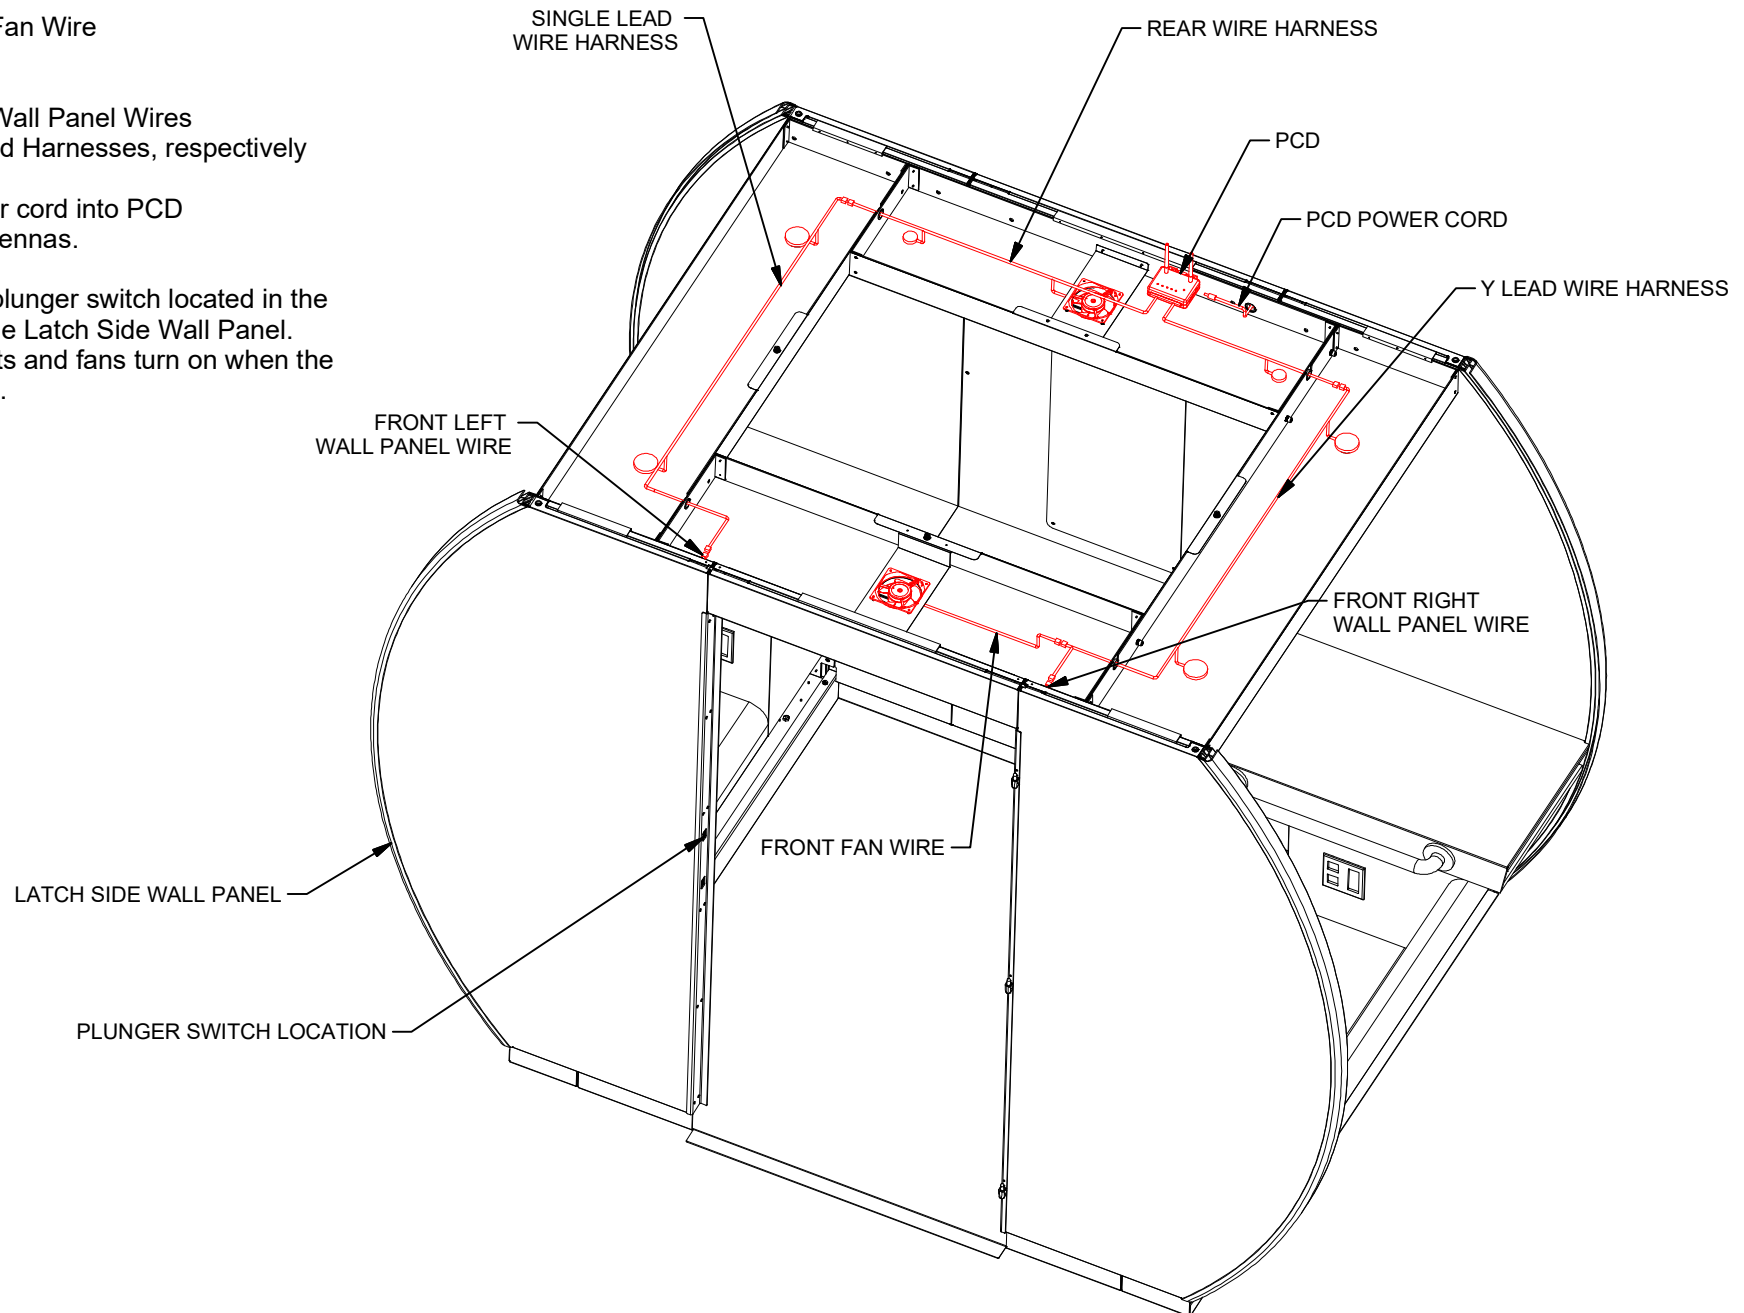 Fan Wire
Wall Panel Wires
d Harnesses, respectively
r cord into PCD
ennas.
plunger switch located in the
e Latch Side Wall Panel.
ts and fans turn on when the
.
SINGLE LEAD
WIRE HARNESS
REAR WIRE HARNESS
PCD
PCD POWER CORD
Y LEAD WIRE HARNESS
FRONT LEFT
WALL PANEL WIRE
FRONT RIGHT
WALL PANEL WIRE
FRONT FAN WIRE
LATCH SIDE WALL PANEL
PLUNGER SWITCH LOCATION